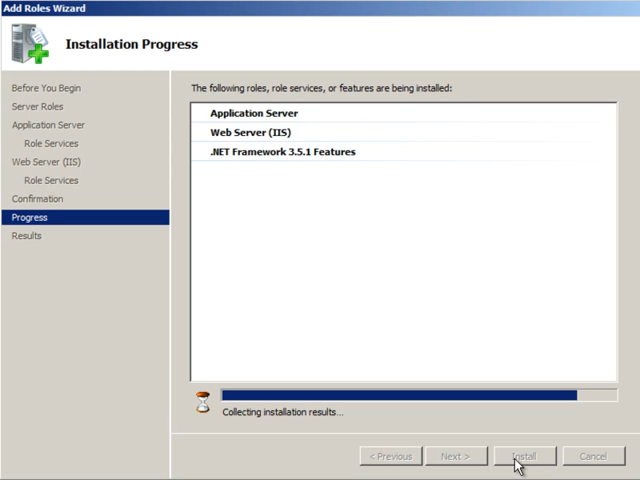 Add Roles Wizard
Installation Progress
Before You Begin
Server Roles
Application Server
Role Services
Web Server (IIS)
Role Services
Confirmation
Progress
Results
The following roles, role services, or features are being installed:
Application Server
Web Server (IIS)
.NET Framework 3.5.1 Features
Collecting installation results...
< Previous
Next >
Install
Cancel